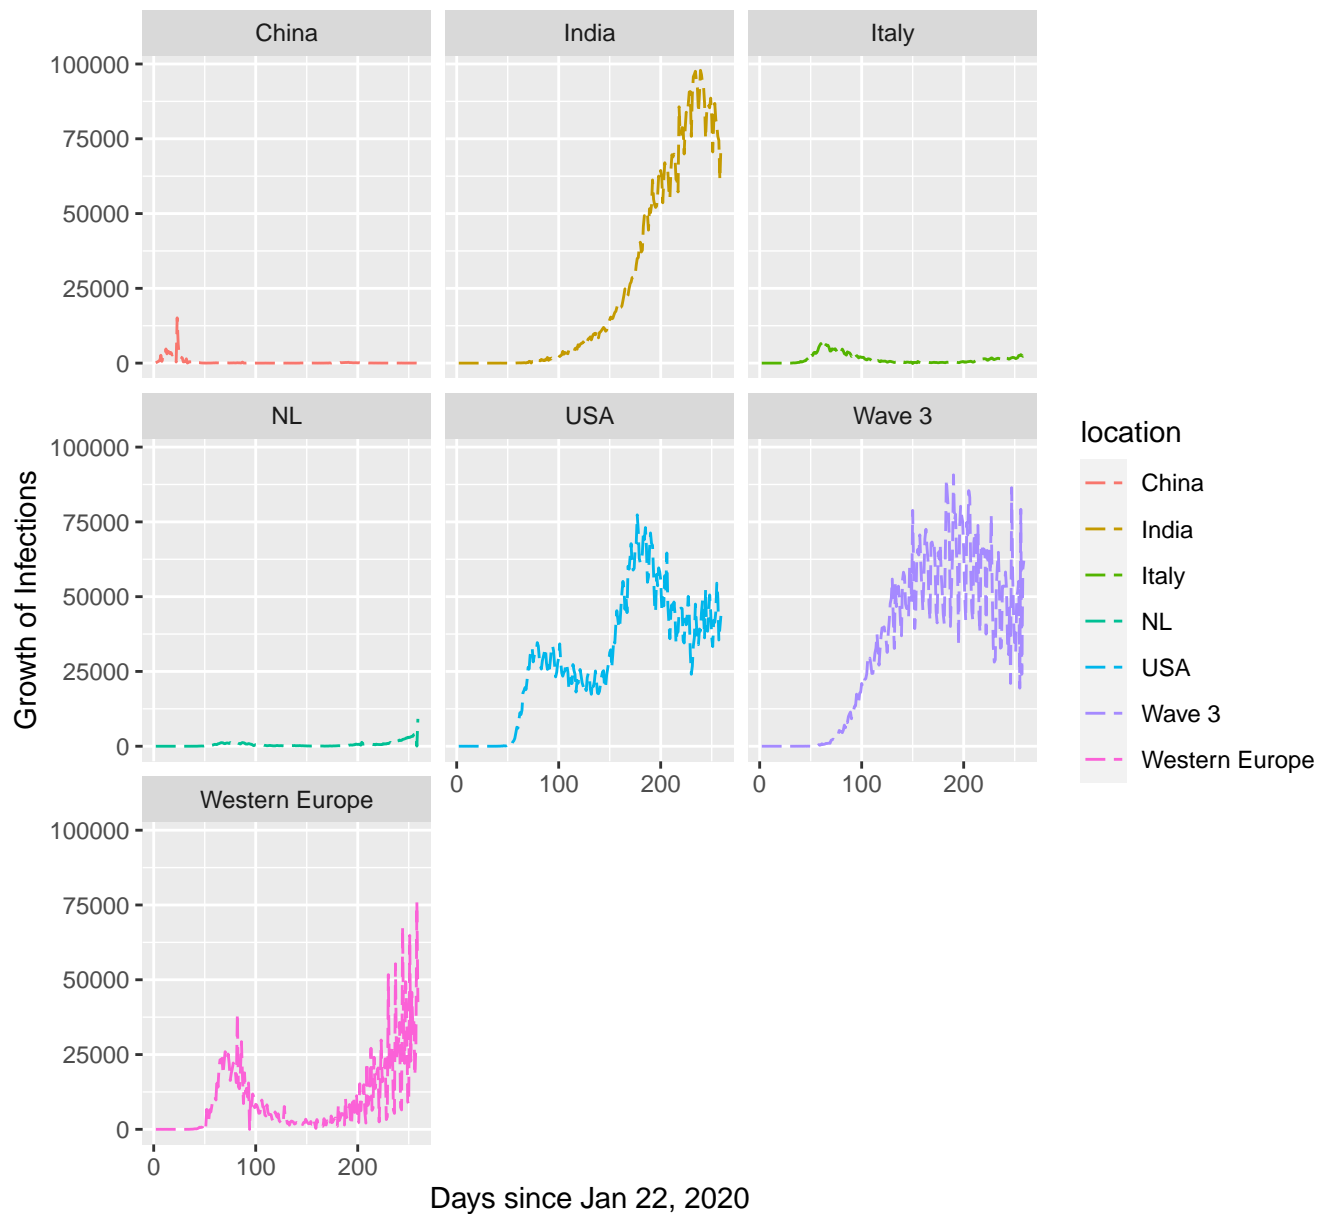 China India Italy
100000
75000
50000
25000
0
NL USA Wave 3
100000
75000
50000
25000
0
0 100 200 0 100 200
Western Europe
100000
75000
50000
25000
0
0 100 200
Growth of Infections
Days since Jan 22, 2020
location
China
India
Italy
NL
USA
Wave 3
Western Europe